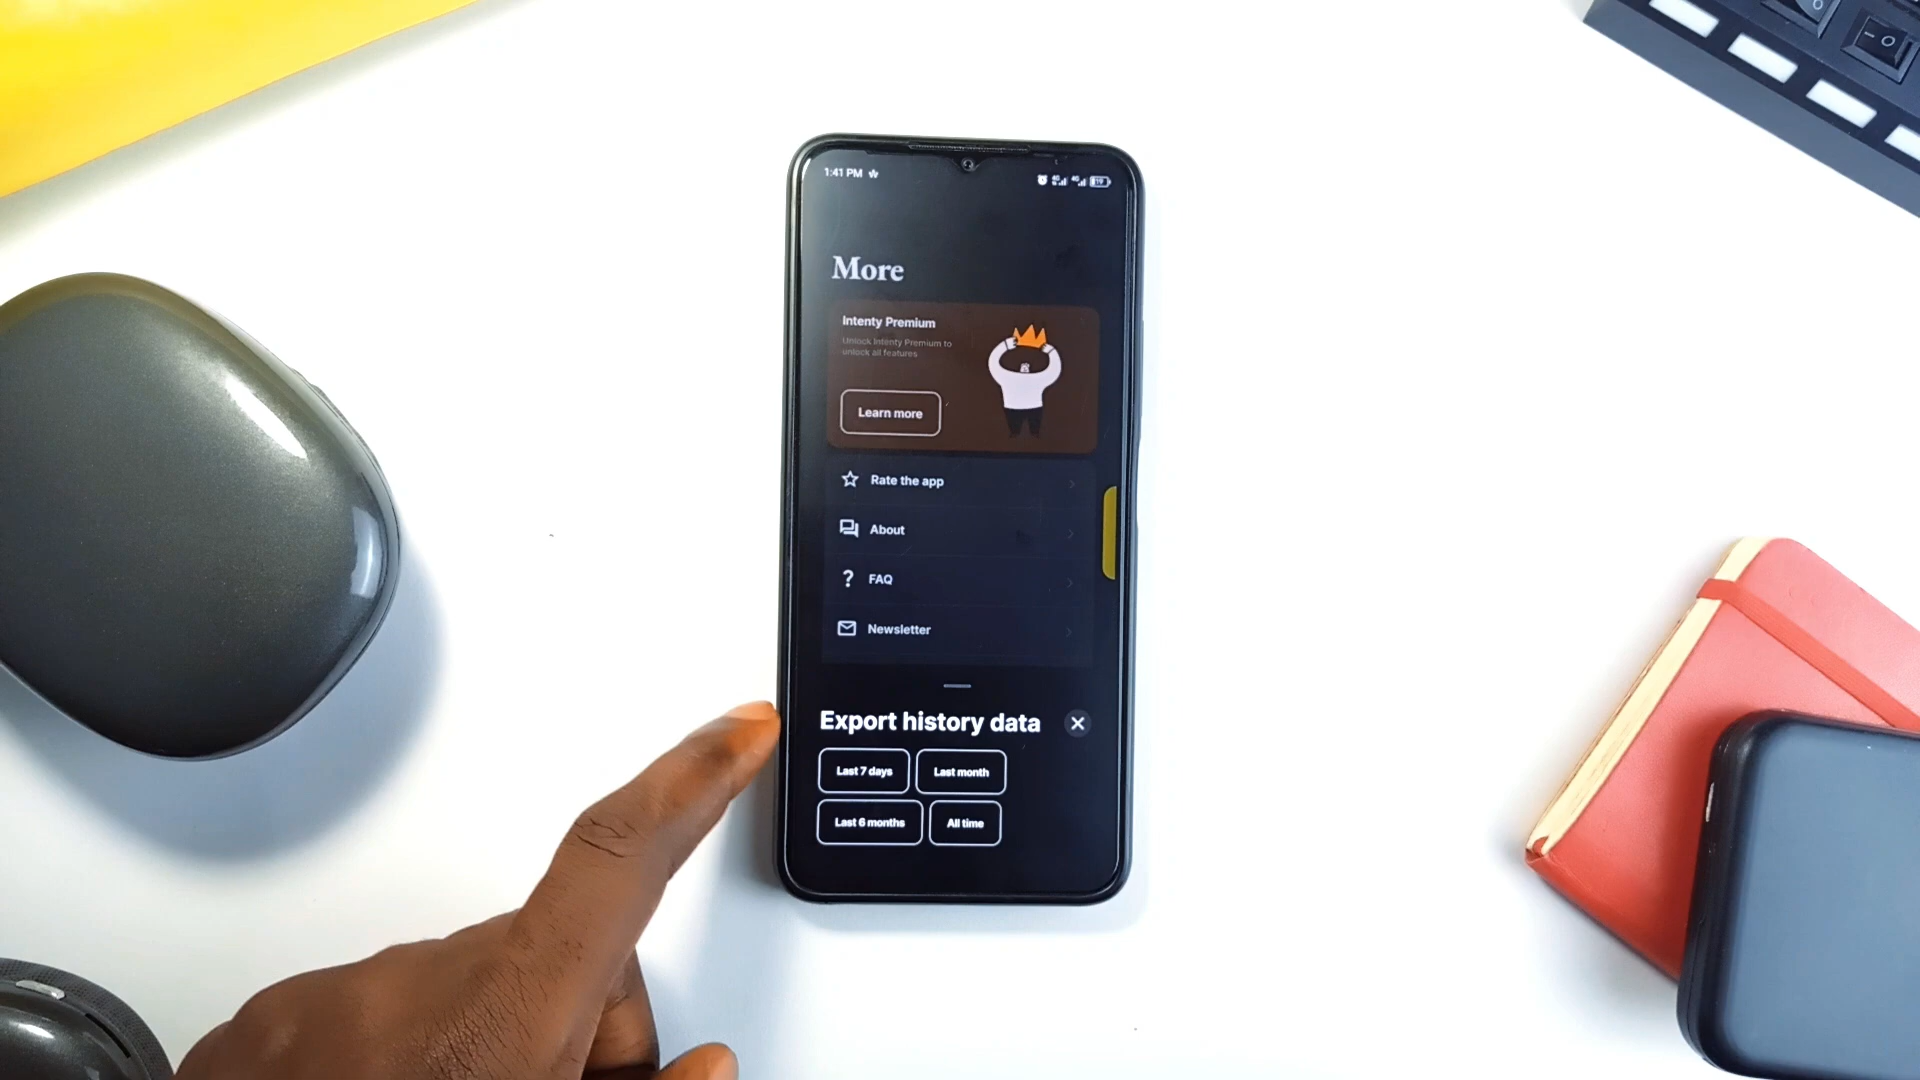 1:41 PM
19
More
Intenty Premium
Unlock Intenty Premium to
unlock all features
Learn more
Rate the app
About
FAQ
Newsletter
Export history data
Last 7 days
Last month
Last 6 months
All time